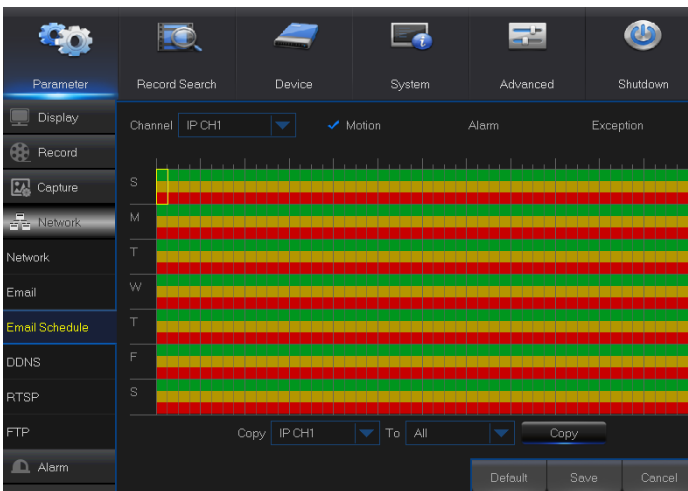 Parameter Record Search Device System Advanced Shutdown
Display
Channel IP CH1 Motion Alarm Exception
Record
Capture
Network
Network
Email
Email Schedule
DDNS
RTSP
FTP
Alarm
S
M
T
W
T
F
S
Copy IP CH1 To All Copy
Default Save Cancel